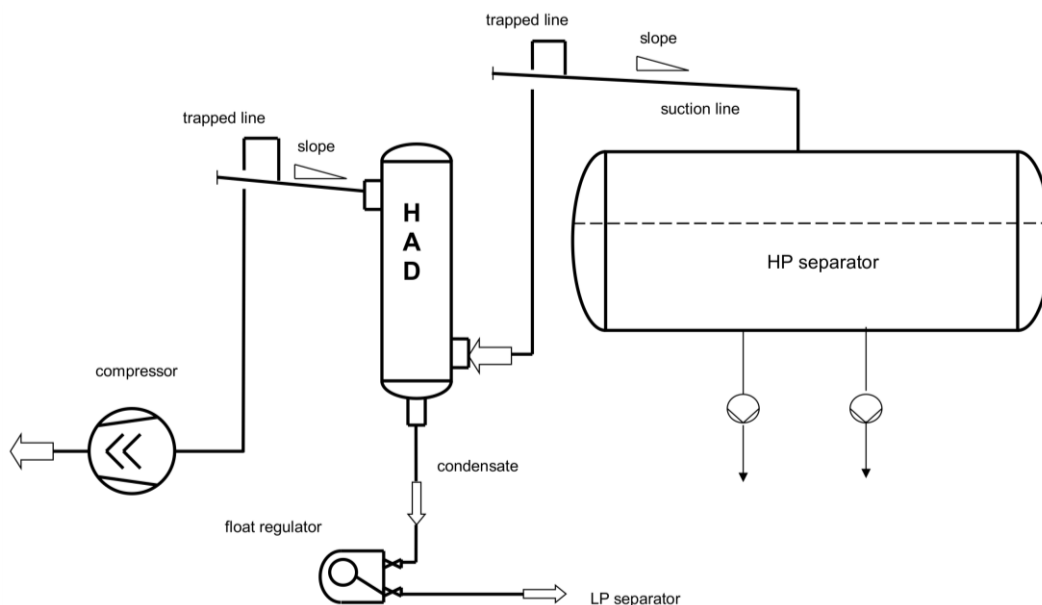 trapped line
slope
suction line
trapped line
slope
H
A
D
HP separator
compressor
condensate
float regulator
LP separator